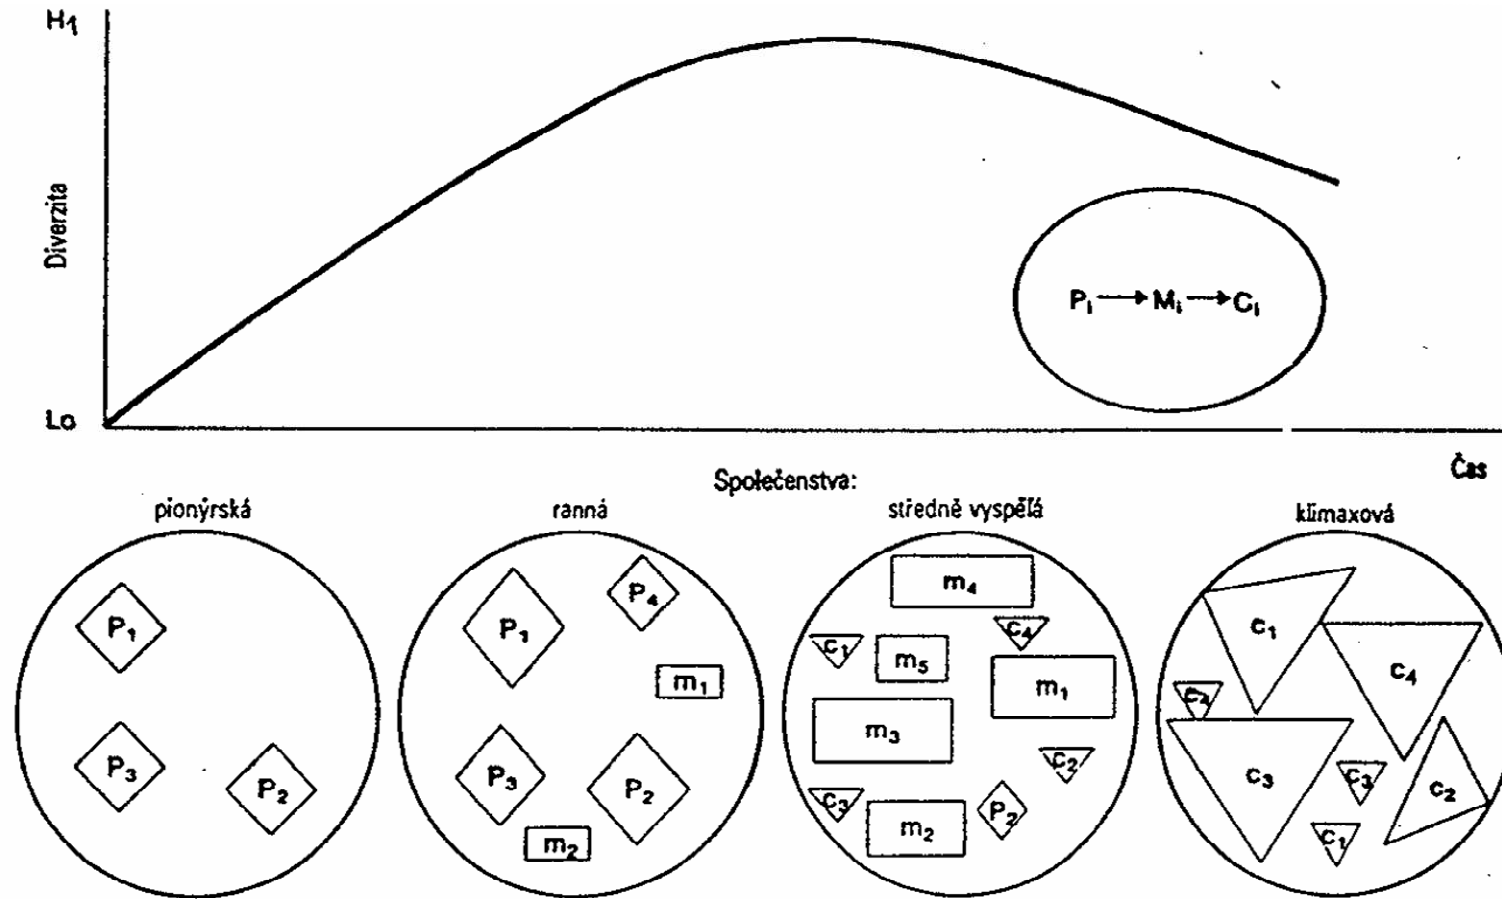 H1
Diverzita
Lo
Pi → Mi → Ci
Čas
Společenstva:
pionýrská
ranná
středně vyspělá
klimaxová
P1
P3
P2
P1
P4
m1
P3
P2
m2
m4
c4
c1
m5
m1
m3
c2
c3
m2
P2
c1
c4
c3
c3
c2
c1